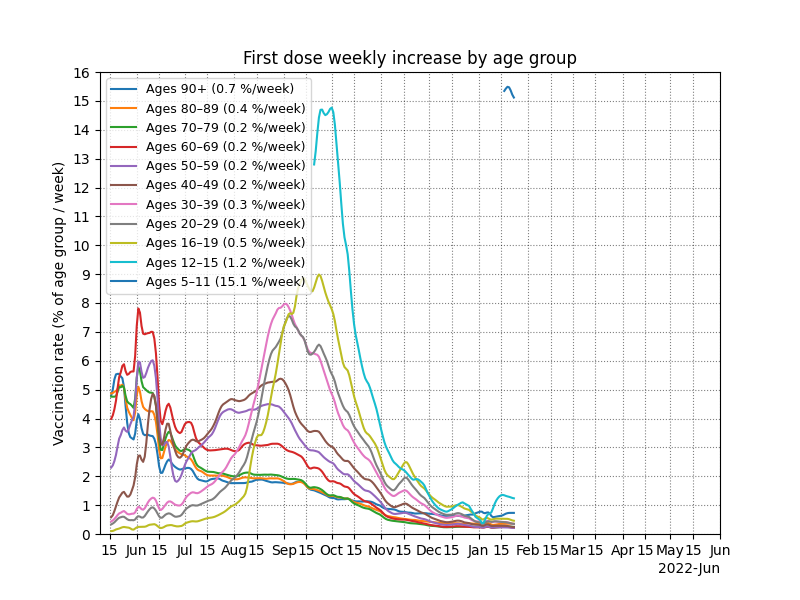 First dose weekly increase by age group
Vaccination rate (% of age group / week)
16
15
14
13
12
11
10
9
8
7
6
5
4
3
2
1
0
Ages 90+ (0.7 %/week)
Ages 80–89 (0.4 %/week)
Ages 70–79 (0.2 %/week)
Ages 60–69 (0.2 %/week)
Ages 50–59 (0.2 %/week)
Ages 40–49 (0.2 %/week)
Ages 30–39 (0.3 %/week)
Ages 20–29 (0.4 %/week)
Ages 16–19 (0.5 %/week)
Ages 12–15 (1.2 %/week)
Ages 5–11 (15.1 %/week)
15 Jun 15 Jul 15 Aug 15 Sep 15 Oct 15 Nov 15 Dec 15 Jan 15 Feb 15 Mar 15 Apr 15 May 15 Jun
2022-Jun